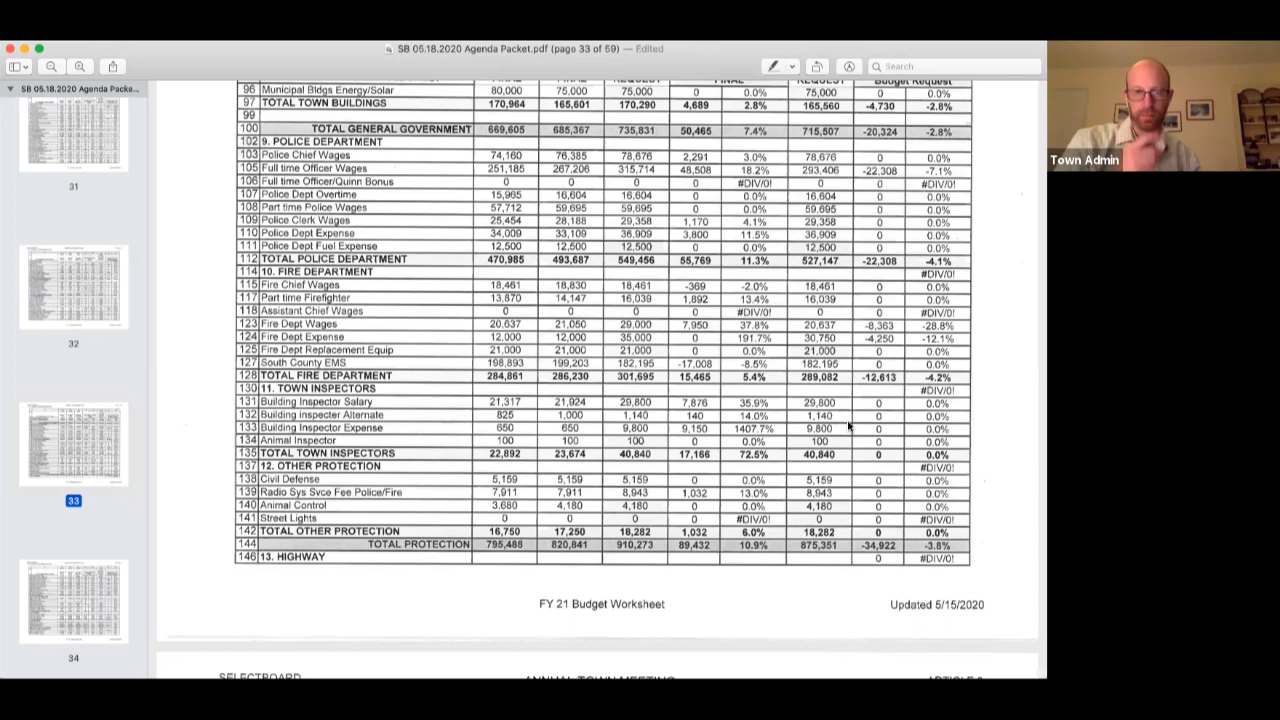 SB 05.18.2020 Agenda Packet.pdf (page 33 of 59) — Edited
Search
SB 05.18.2020 Agenda Packe...
31
32
33
34
Town Admin
REQUEST FINAL REQUEST Budget Request
96 Municipal Bldgs Energy/Solar 80,000 75,000 75,000 0 0.0% 75,000 0 0.0%
97 TOTAL TOWN BUILDINGS 170,964 165,601 170,290 4,689 2.8% 165,560 -4,730 -2.8%
99
100 TOTAL GENERAL GOVERNMENT 669,605 685,367 735,831 50,465 7.4% 715,507 -20,324 -2.8%
102 9. POLICE DEPARTMENT
103 Police Chief Wages 74,160 76,385 78,676 2,291 3.0% 78,676 0 0.0%
105 Full time Officer Wages 251,185 267,206 315,714 48,508 18.2% 293,406 -22,308 -7.1%
106 Full time Officer/Quinn Bonus 0 0 0 0 #DIV/0! 0 0 #DIV/0!
107 Police Dept Overtime 15,965 16,604 16,604 0 0.0% 16,604 0 0.0%
108 Part time Police Wages 57,712 59,695 59,695 0 0.0% 59,695 0 0.0%
109 Police Clerk Wages 25,454 28,188 29,358 1,170 4.1% 29,358 0 0.0%
110 Police Dept Expense 34,009 33,109 36,909 3,800 11.5% 36,909 0 0.0%
111 Police Dept Fuel Expense 12,500 12,500 12,500 0 0.0% 12,500 0 0.0%
112 TOTAL POLICE DEPARTMENT 470,985 493,687 549,456 55,769 11.3% 527,147 -22,308 -4.1%
114 10. FIRE DEPARTMENT #DIV/0!
115 Fire Chief Wages 18,461 18,830 18,461 -369 -2.0% 18,461 0 0.0%
117 Part time Firefighter 13,870 14,147 16,039 1,892 13.4% 16,039 0 0.0%
118 Assistant Chief Wages 0 0 0 0 #DIV/0! 0 0 #DIV/0!
123 Fire Dept Wages 20,637 21,050 29,000 7,950 37.8% 20,637 -8,363 -28.8%
124 Fire Dept Expense 12,000 12,000 35,000 0 191.7% 30,750 -4,250 -12.1%
125 Fire Dept Replacement Equip 21,000 21,000 21,000 0 0.0% 21,000 0 0.0%
127 South County EMS 198,893 199,203 182,195 -17,008 -8.5% 182,195 0 0.0%
128 TOTAL FIRE DEPARTMENT 284,861 286,230 301,695 15,465 5.4% 289,082 -12,613 -4.2%
130 11. TOWN INSPECTORS #DIV/0!
131 Building Inspector Salary 21,317 21,924 29,800 7,876 35.9% 29,800 0 0.0%
132 Building inspecter Alternate 825 1,000 1,140 140 14.0% 1,140 0 0.0%
133 Building Inspector Expense 650 650 9,800 9,150 1407.7% 9,800 0 0.0%
134 Animal Inspector 100 100 100 0 0.0% 100 0 0.0%
135 TOTAL TOWN INSPECTORS 22,892 23,674 40,840 17,166 72.5% 40,840 0 0.0%
137 12. OTHER PROTECTION #DIV/0!
138 Civil Defense 5,159 5,159 5,159 0 0.0% 5,159 0 0.0%
139 Radio Sys Svce Fee Police/Fire 7,911 7,911 8,943 1,032 13.0% 8,943 0 0.0%
140 Animal Control 3,680 4,180 4,180 0 0.0% 4,180 0 0.0%
141 Street Lights 0 0 0 0 #DIV/0! 0 0 #DIV/0!
142 TOTAL OTHER PROTECTION 16,750 17,250 18,282 1,032 6.0% 18,282 0 0.0%
144 TOTAL PROTECTION 795,488 820,841 910,273 89,432 10.9% 875,351 -34,922 -3.8%
146 13. HIGHWAY 0 #DIV/0!
FY 21 Budget Worksheet Updated 5/15/2020
SELECTBOARD ANNUAL TOWN MEETING